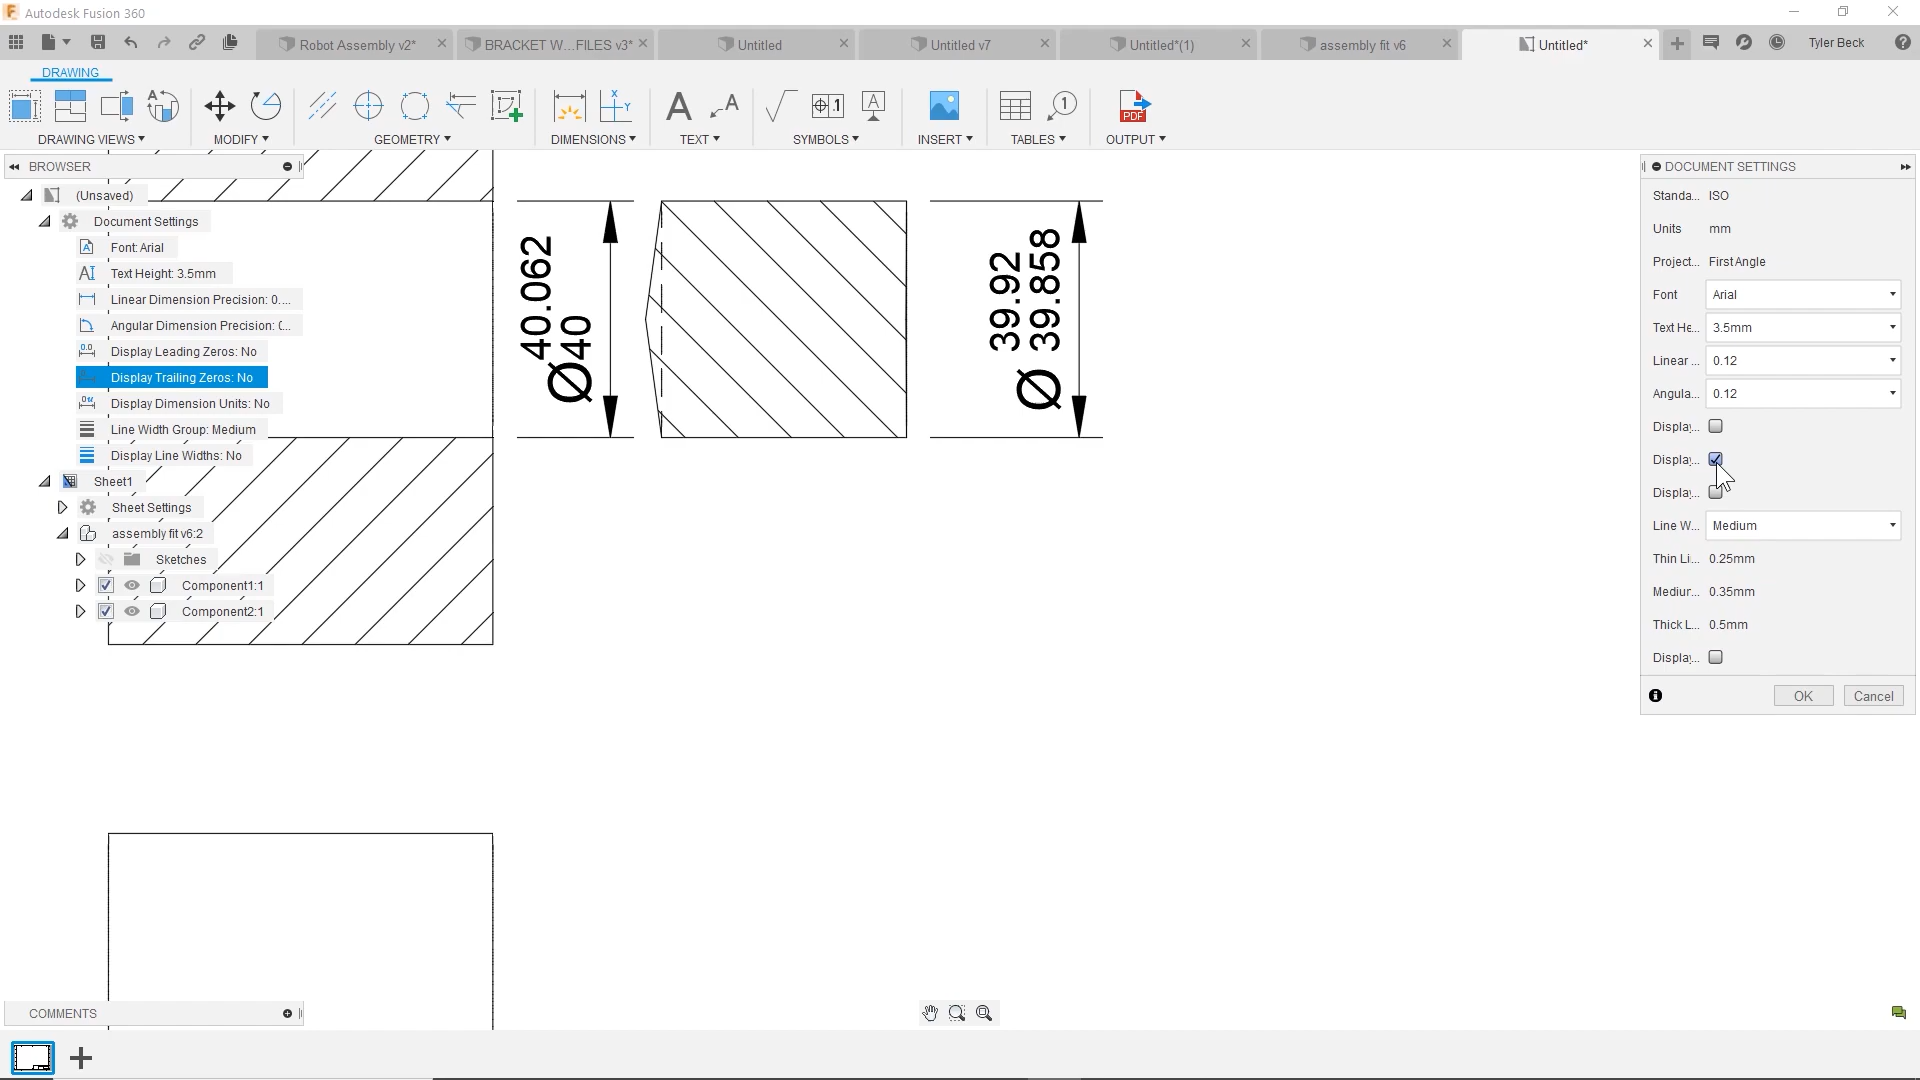 Autodesk Fusion 360
Robot Assembly v2*
BRACKET W...FILES v3*
Untitled
Untitled v7
Untitled*(1)
assembly fit v6
Untitled*
Tyler Beck
DRAWING
DRAWING VIEWS
MODIFY
GEOMETRY
DIMENSIONS
TEXT
SYMBOLS
INSERT
TABLES
OUTPUT
BROWSER
(Unsaved)
Document Settings
Font: Arial
Text Height: 3.5mm
Linear Dimension Precision: 0....
Angular Dimension Precision: (...
Display Leading Zeros: No
Display Trailing Zeros: No
Display Dimension Units: No
Line Width Group: Medium
Display Line Widths: No
Sheet1
Sheet Settings
assembly fit v6:2
Sketches
Component1:1
Component2:1
40.062
Ø40
39.92
Ø 39.858
DOCUMENT SETTINGS
Standa... ISO
Units mm
Project... First Angle
Font Arial
Text He... 3.5mm
Linear ... 0.12
Angula... 0.12
Display...
Display...
Display...
Line W... Medium
Thin Li... 0.25mm
Mediur... 0.35mm
Thick L... 0.5mm
Display...
OK Cancel
COMMENTS